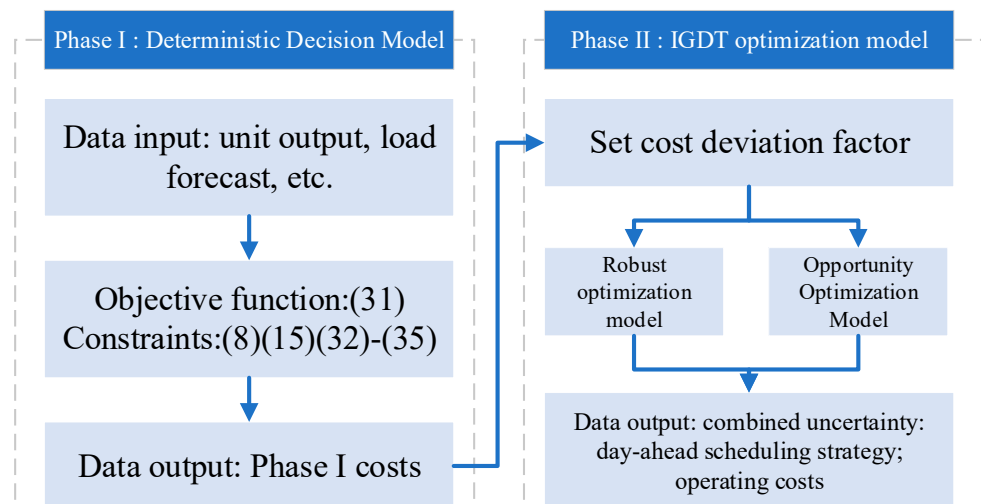 Phase I : Deterministic Decision Model
Data input: unit output, load
forecast, etc.
Objective function:(31)
Constraints:(8)(15)(32)-(35)
Data output: Phase I costs
Phase II : IGDT optimization model
Set cost deviation factor
Robust
optimization
model
Opportunity
Optimization
Model
Data output: combined uncertainty:
day-ahead scheduling strategy;
operating costs